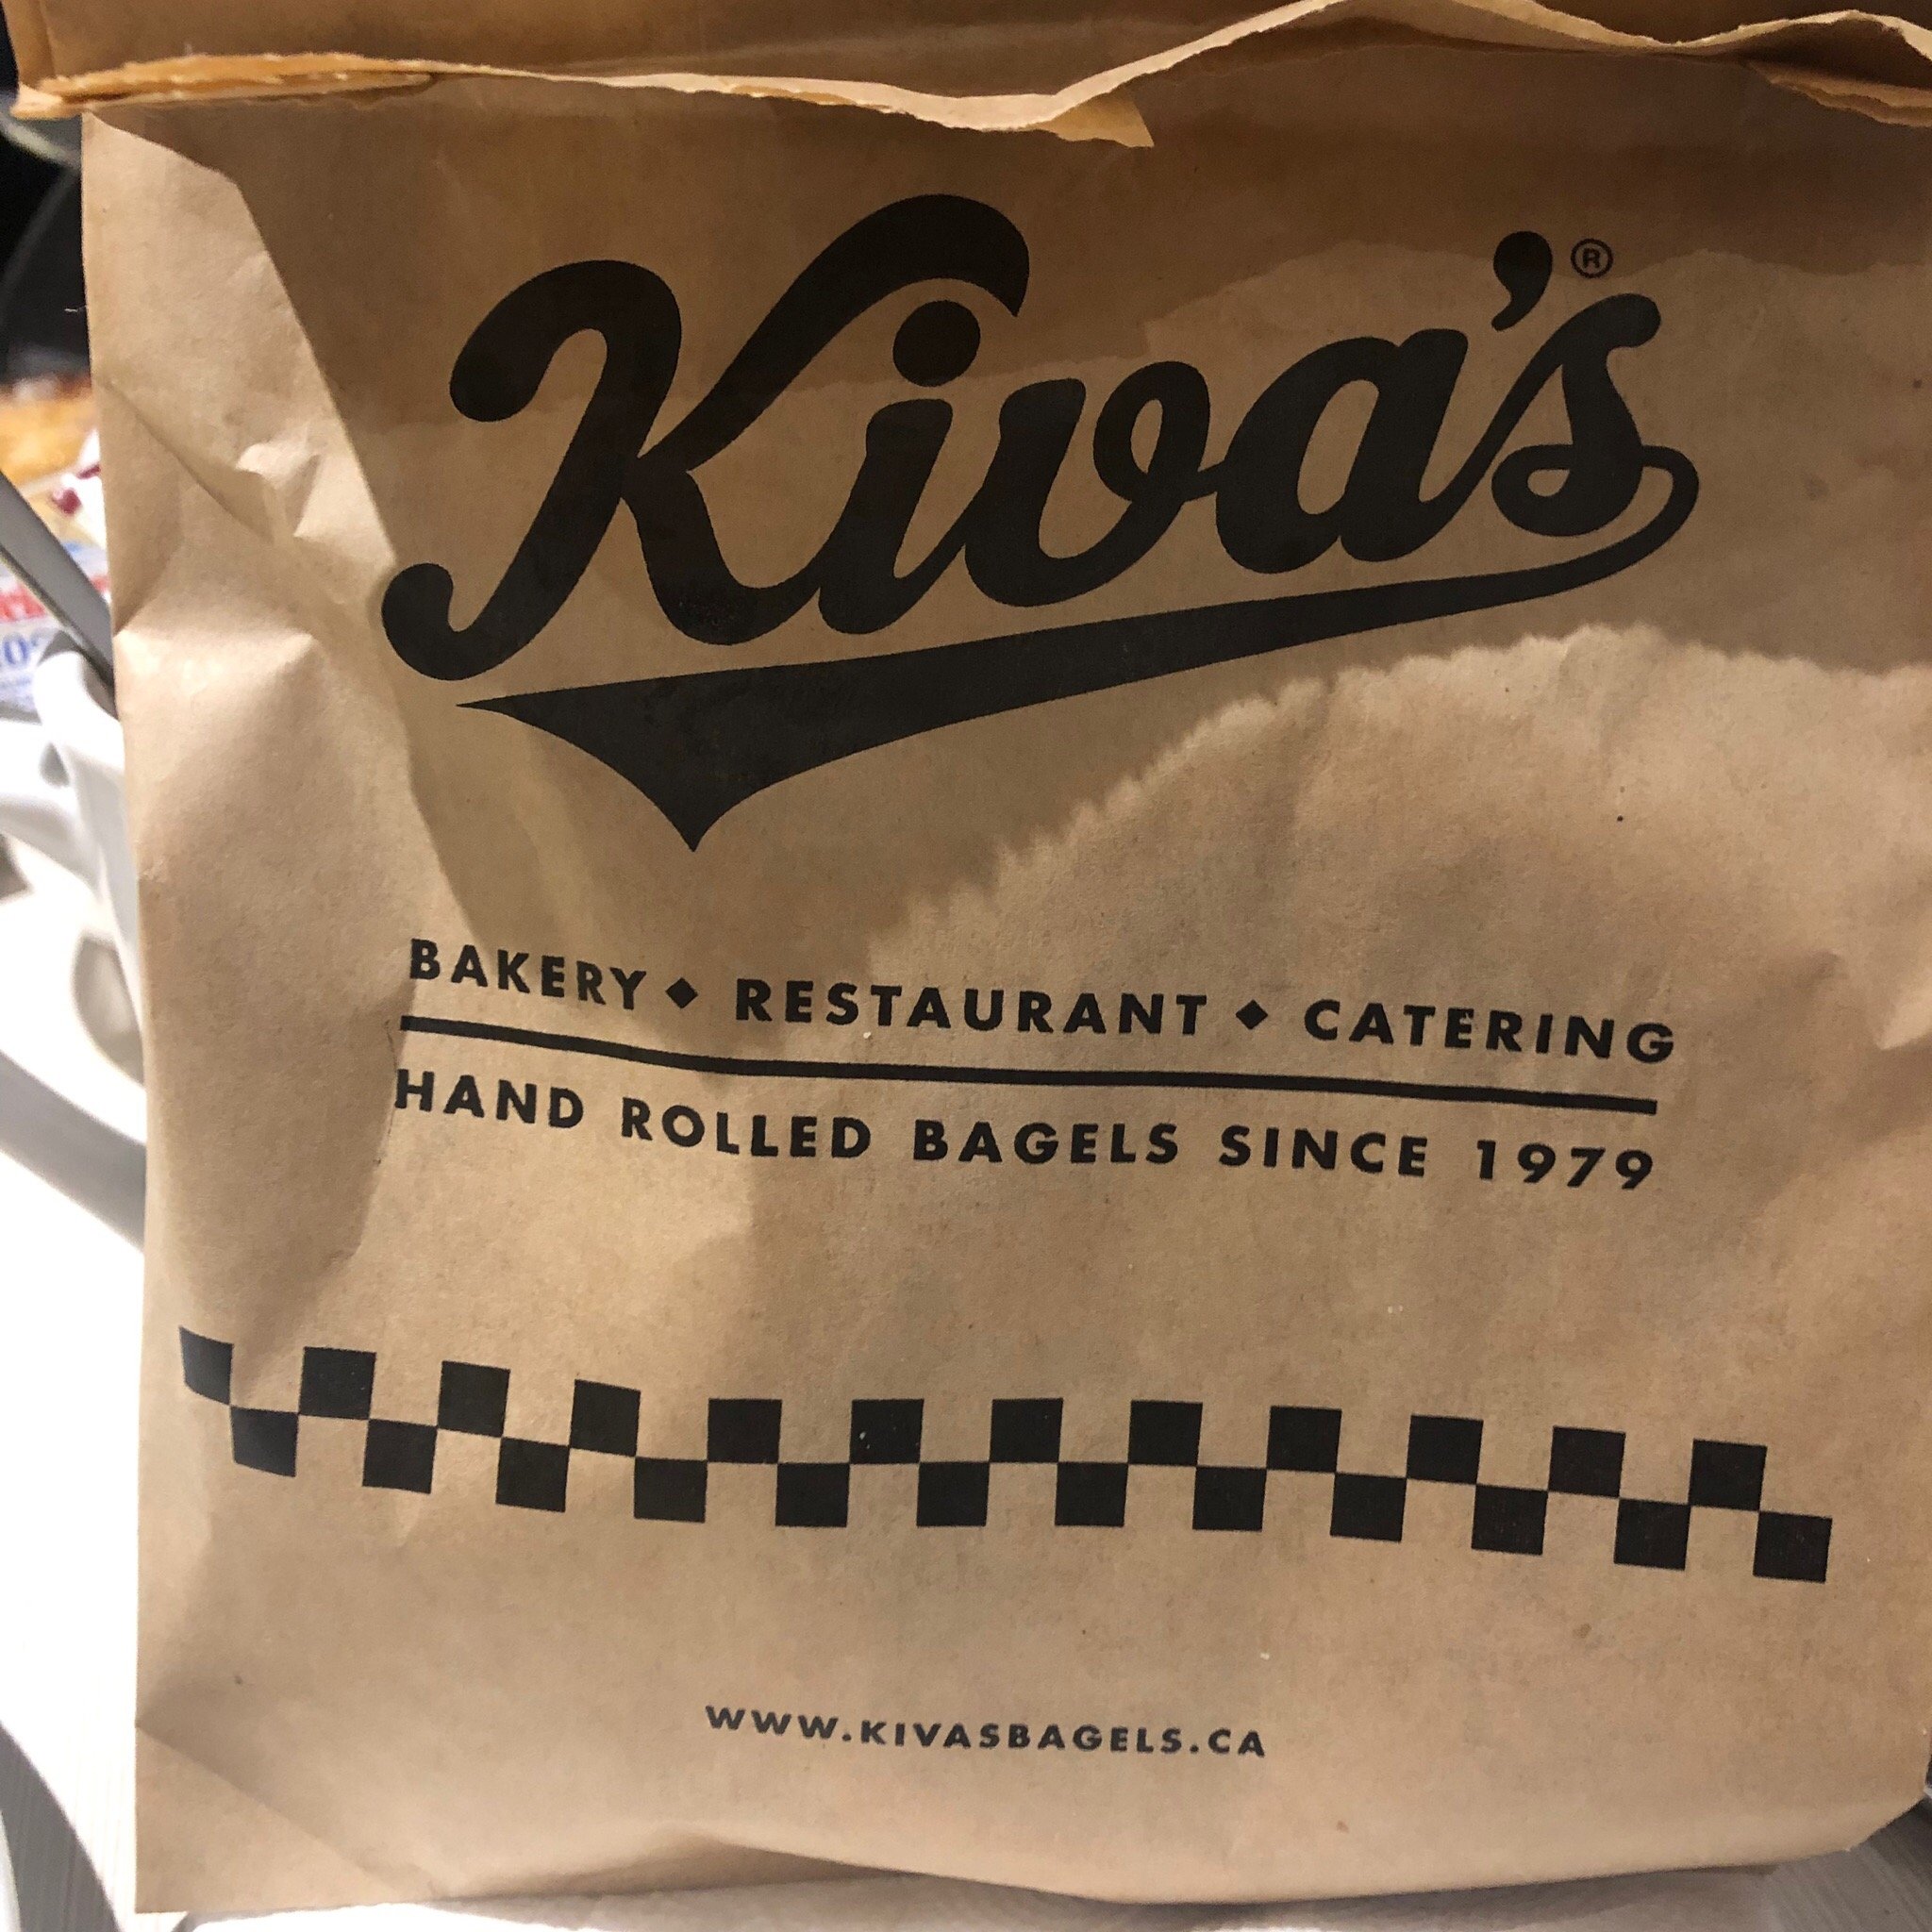 Kiva's®
BAKERY ◆ RESTAURANT ◆ CATERING
HAND ROLLED BAGELS SINCE 1979
WWW.KIVASBAGELS.CA